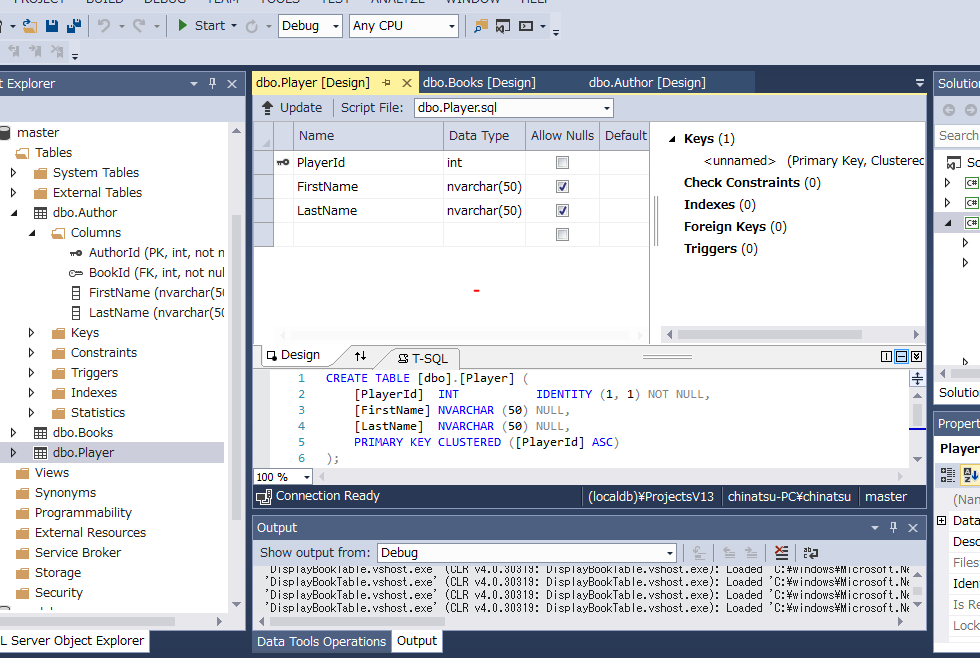 PROJECT BUILD DEBUG TEAM TOOLS TEST ANALYZE WINDOW HELP
Start Debug Any CPU
t Explorer
master
Tables
System Tables
External Tables
dbo.Author
Columns
AuthorId (PK, int, not n
BookId (FK, int, not nul
FirstName (nvarchar(50
LastName (nvarchar(50
Keys
Constraints
Triggers
Indexes
Statistics
dbo.Books
dbo.Player
Views
Synonyms
Programmability
External Resources
Service Broker
Storage
Security
L Server Object Explorer
dbo.Player [Design] dbo.Books [Design] dbo.Author [Design]
Update Script File: dbo.Player.sql
Name Data Type Allow Nulls Default
PlayerId int
FirstName nvarchar(50)
LastName nvarchar(50)
Keys (1)
<unnamed> (Primary Key, Clustered
Check Constraints (0)
Indexes (0)
Foreign Keys (0)
Triggers (0)
Design T-SQL
1 CREATE TABLE [dbo].[Player] (
2 [PlayerId] INT IDENTITY (1, 1) NOT NULL,
3 [FirstName] NVARCHAR (50) NULL,
4 [LastName] NVARCHAR (50) NULL,
5 PRIMARY KEY CLUSTERED ([PlayerId] ASC)
6 );
100 %
Connection Ready (localdb)¥ProjectsV13 chinatsu-PC¥chinatsu master
Output
Show output from: Debug
'DisplayBookTable.vshost.exe' (CLR v4.0.30319: DisplayBookTable.vshost.exe): Loaded 'C:¥windows¥Microsoft.Ne
'DisplayBookTable.vshost.exe' (CLR v4.0.30319: DisplayBookTable.vshost.exe): Loaded 'C:¥windows¥Microsoft.Ne
'DisplayBookTable.vshost.exe' (CLR v4.0.30319: DisplayBookTable.vshost.exe): Loaded 'C:¥windows¥Microsoft.Ne
'DisplayBookTable.vshost.exe' (CLR v4.0.30319: DisplayBookTable.vshost.exe): Loaded 'C:¥windows¥Microsoft.Ne
Data Tools Operations Output
Solutio
Search
So
C#
C#
C#
Solutio
Propert
Player
(Nan
Data
Desc
Files
Iden
Is Re
Lock